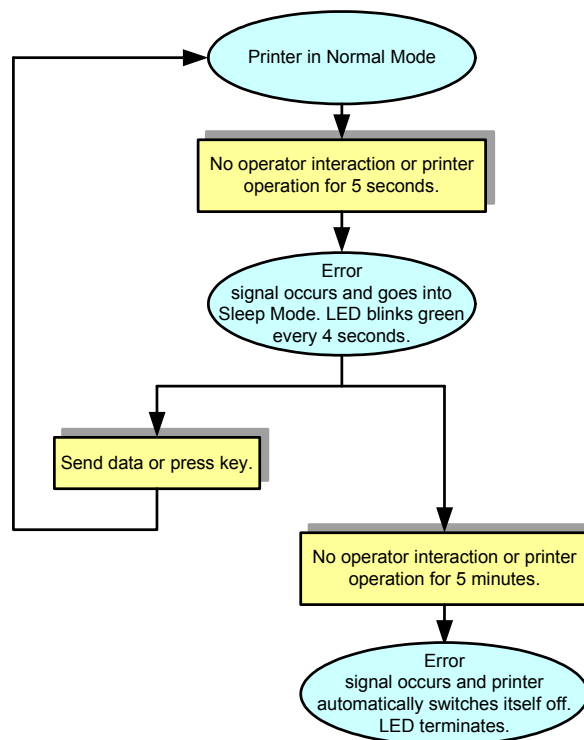 Printer in Normal Mode
No operator interaction or printer
operation for 5 seconds.
Error
signal occurs and goes into
Sleep Mode. LED blinks green
every 4 seconds.
Send data or press key.
No operator interaction or printer
operation for 5 minutes.
Error
signal occurs and printer
automatically switches itself off.
LED terminates.